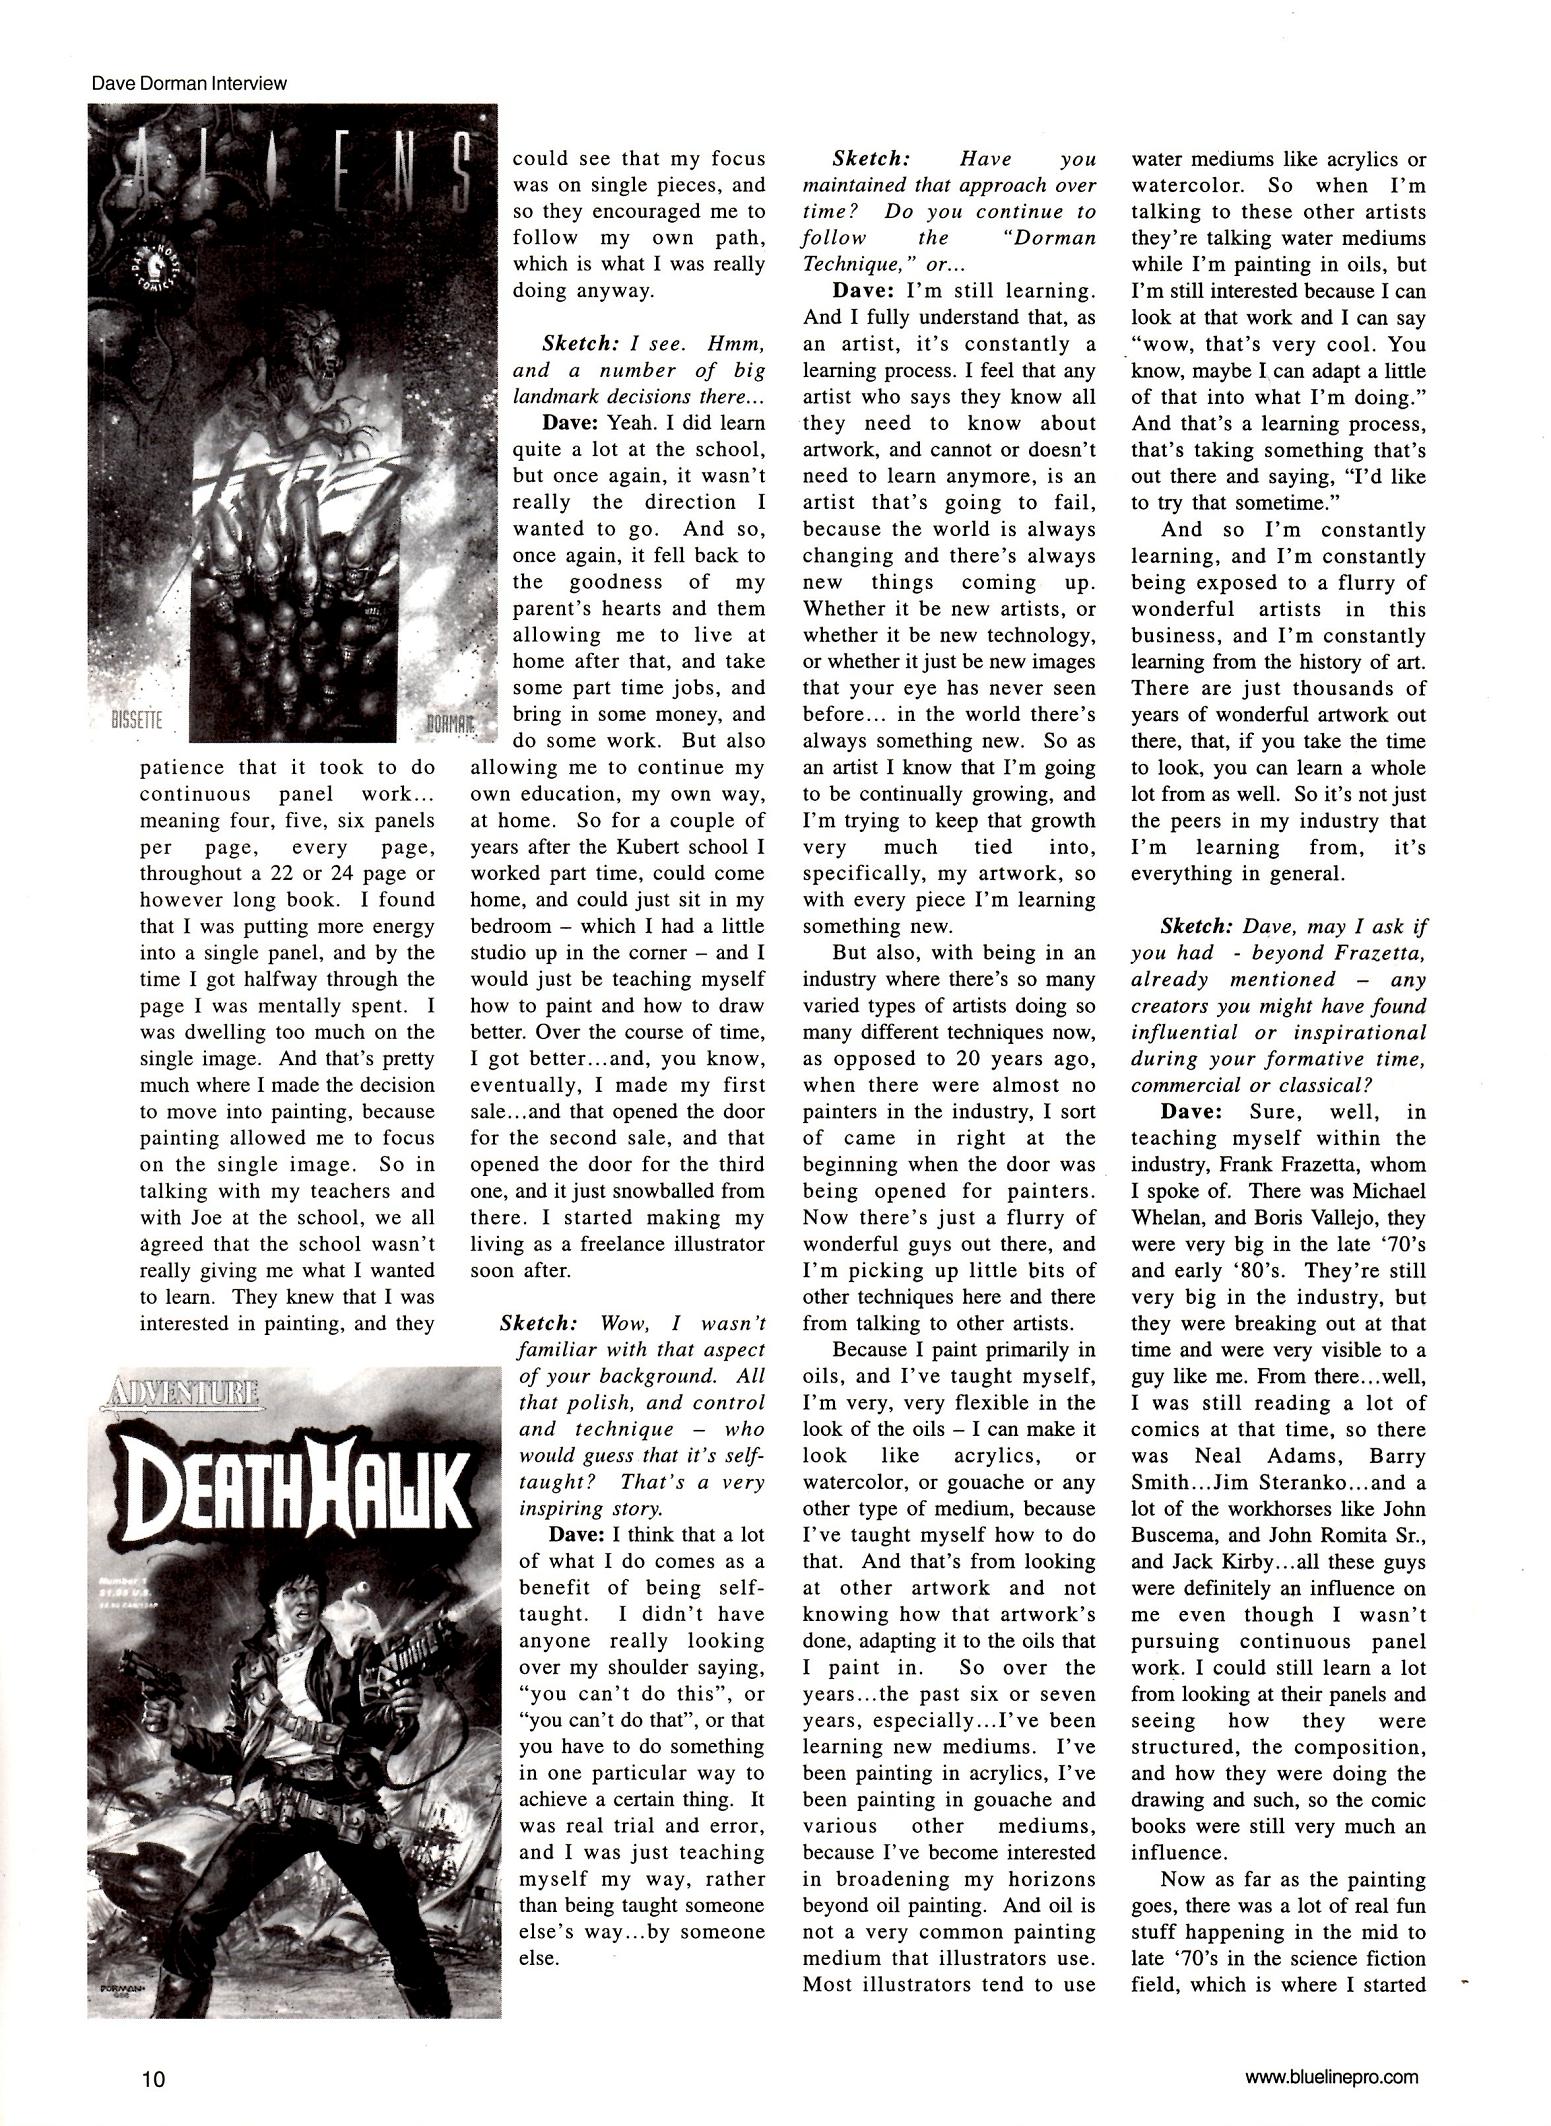 Dave Dorman Interview
ALIENS
DARK HORSE COMICS
BISSETTE
DORMAN
patience that it took to do
continuous panel work...
meaning four, five, six panels
per page, every page,
throughout a 22 or 24 page or
however long book. I found
that I was putting more energy
into a single panel, and by the
time I got halfway through the
page I was mentally spent. I
was dwelling too much on the
single image. And that's pretty
much where I made the decision
to move into painting, because
painting allowed me to focus
on the single image. So in
talking with my teachers and
with Joe at the school, we all
agreed that the school wasn't
really giving me what I wanted
to learn. They knew that I was
interested in painting, and they
ADVENTURE
DEATHHAWK
Number 1
$1.95 U.S.
DORMAN
could see that my focus
was on single pieces, and
so they encouraged me to
follow my own path,
which is what I was really
doing anyway.
Sketch: I see. Hmm,
and a number of big
landmark decisions there...
Dave: Yeah. I did learn
quite a lot at the school,
but once again, it wasn't
really the direction I
wanted to go. And so,
once again, it fell back to
the goodness of my
parent's hearts and them
allowing me to live at
home after that, and take
some part time jobs, and
bring in some money, and
do some work. But also
allowing me to continue my
own education, my own way,
at home. So for a couple of
years after the Kubert school I
worked part time, could come
home, and could just sit in my
bedroom – which I had a little
studio up in the corner – and I
would just be teaching myself
how to paint and how to draw
better. Over the course of time,
I got better...and, you know,
eventually, I made my first
sale...and that opened the door
for the second sale, and that
opened the door for the third
one, and it just snowballed from
there. I started making my
living as a freelance illustrator
soon after.
Sketch: Wow, I wasn't
familiar with that aspect
of your background. All
that polish, and control
and technique – who
would guess that it's self-
taught? That's a very
inspiring story.
Dave: I think that a lot
of what I do comes as a
benefit of being self-
taught. I didn't have
anyone really looking
over my shoulder saying,
"you can't do this", or
"you can't do that", or that
you have to do something
in one particular way to
achieve a certain thing. It
was real trial and error,
and I was just teaching
myself my way, rather
than being taught someone
else's way...by someone
else.
Sketch: Have you
maintained that approach over
time? Do you continue to
follow the "Dorman
Technique," or...
Dave: I'm still learning.
And I fully understand that, as
an artist, it's constantly a
learning process. I feel that any
artist who says they know all
they need to know about
artwork, and cannot or doesn't
need to learn anymore, is an
artist that's going to fail,
because the world is always
changing and there's always
new things coming up.
Whether it be new artists, or
whether it be new technology,
or whether it just be new images
that your eye has never seen
before... in the world there's
always something new. So as
an artist I know that I'm going
to be continually growing, and
I'm trying to keep that growth
very much tied into,
specifically, my artwork, so
with every piece I'm learning
something new.
But also, with being in an
industry where there's so many
varied types of artists doing so
many different techniques now,
as opposed to 20 years ago,
when there were almost no
painters in the industry, I sort
of came in right at the
beginning when the door was
being opened for painters.
Now there's just a flurry of
wonderful guys out there, and
I'm picking up little bits of
other techniques here and there
from talking to other artists.
Because I paint primarily in
oils, and I've taught myself,
I'm very, very flexible in the
look of the oils – I can make it
look like acrylics, or
watercolor, or gouache or any
other type of medium, because
I've taught myself how to do
that. And that's from looking
at other artwork and not
knowing how that artwork's
done, adapting it to the oils that
I paint in. So over the
years...the past six or seven
years, especially...I've been
learning new mediums. I've
been painting in acrylics, I've
been painting in gouache and
various other mediums,
because I've become interested
in broadening my horizons
beyond oil painting. And oil is
not a very common painting
medium that illustrators use.
Most illustrators tend to use
water mediums like acrylics or
watercolor. So when I'm
talking to these other artists
they're talking water mediums
while I'm painting in oils, but
I'm still interested because I can
look at that work and I can say
"wow, that's very cool. You
know, maybe I can adapt a little
of that into what I'm doing."
And that's a learning process,
that's taking something that's
out there and saying, "I'd like
to try that sometime."
And so I'm constantly
learning, and I'm constantly
being exposed to a flurry of
wonderful artists in this
business, and I'm constantly
learning from the history of art.
There are just thousands of
years of wonderful artwork out
there, that, if you take the time
to look, you can learn a whole
lot from as well. So it's not just
the peers in my industry that
I'm learning from, it's
everything in general.
Sketch: Dave, may I ask if
you had - beyond Frazetta,
already mentioned – any
creators you might have found
influential or inspirational
during your formative time,
commercial or classical?
Dave: Sure, well, in
teaching myself within the
industry, Frank Frazetta, whom
I spoke of. There was Michael
Whelan, and Boris Vallejo, they
were very big in the late '70's
and early '80's. They're still
very big in the industry, but
they were breaking out at that
time and were very visible to a
guy like me. From there...well,
I was still reading a lot of
comics at that time, so there
was Neal Adams, Barry
Smith...Jim Steranko...and a
lot of the workhorses like John
Buscema, and John Romita Sr.,
and Jack Kirby...all these guys
were definitely an influence on
me even though I wasn't
pursuing continuous panel
work. I could still learn a lot
from looking at their panels and
seeing how they were
structured, the composition,
and how they were doing the
drawing and such, so the comic
books were still very much an
influence.
Now as far as the painting
goes, there was a lot of real fun
stuff happening in the mid to
late '70's in the science fiction
field, which is where I started
10
www.bluelinepro.com